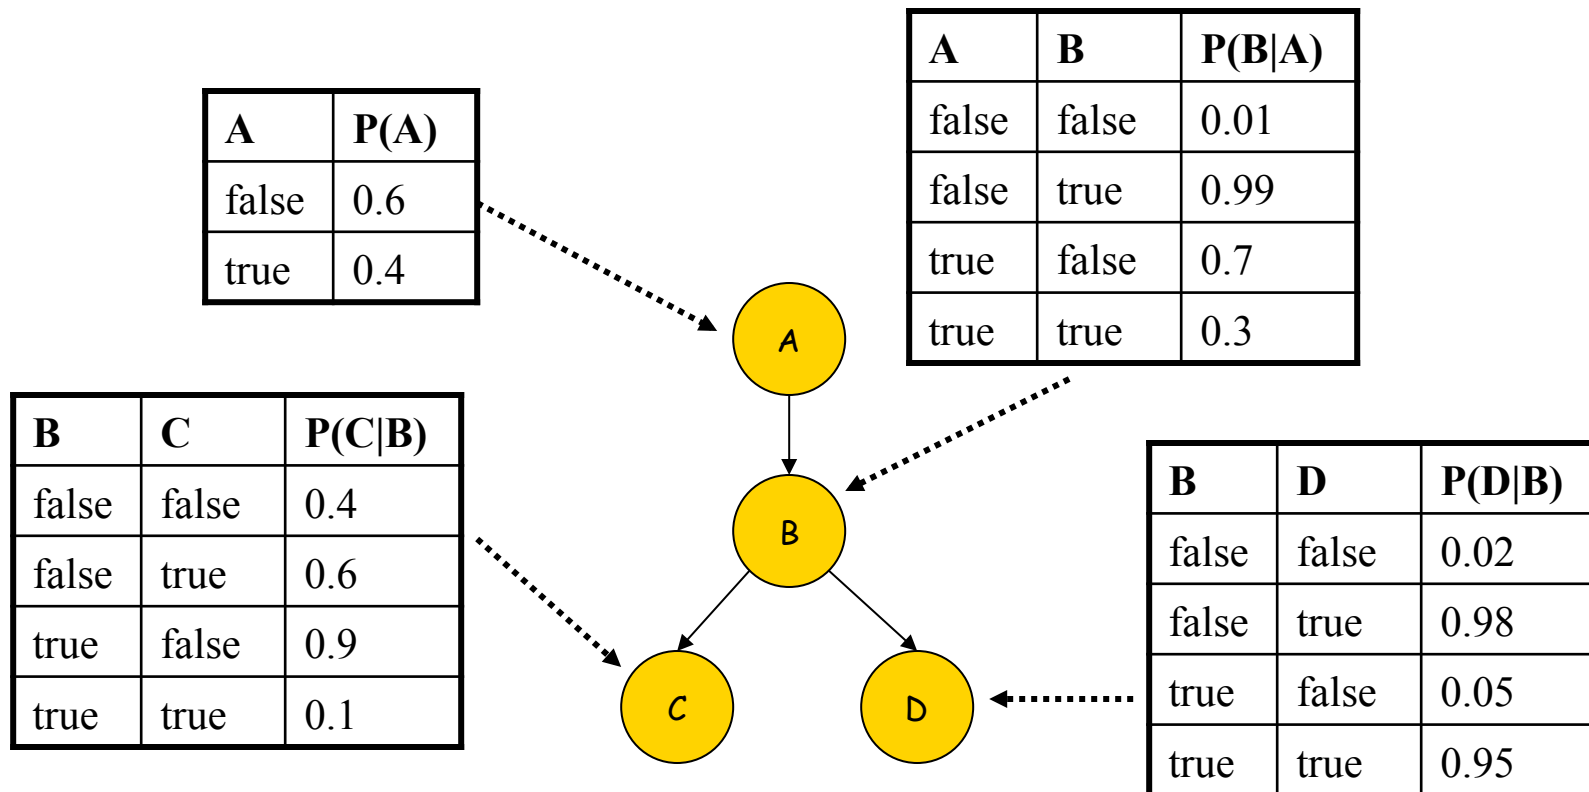 A P(A)
false 0.6
true 0.4
A B P(B|A)
false false 0.01
false true 0.99
true false 0.7
true true 0.3
A
B
C
D
B C P(C|B)
false false 0.4
false true 0.6
true false 0.9
true true 0.1
B D P(D|B)
false false 0.02
false true 0.98
true false 0.05
true true 0.95